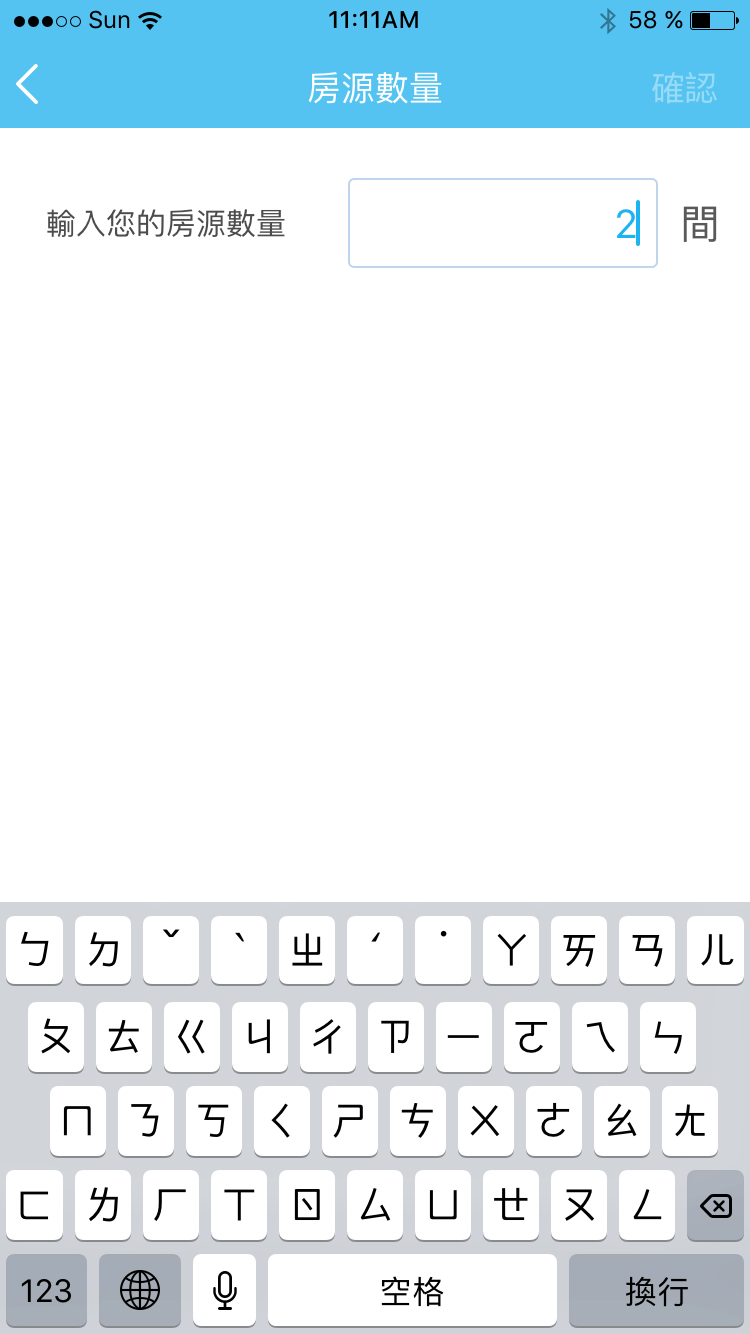 Sun 11:11AM 58 %
房源數量 確認
輸入您的房源數量 2 間
ㄅ ㄉ ˇ ˋ ㄓ ˊ ˙ ㄚ ㄞ ㄢ ㄦ
ㄆ ㄊ ㄍ ㄐ ㄔ ㄗ ㄧ ㄛ ㄟ ㄣ
ㄇ ㄋ ㄎ ㄑ ㄕ ㄘ ㄨ ㄜ ㄠ ㄤ
ㄈ ㄌ ㄏ ㄒ ㄖ ㄙ ㄩ ㄝ ㄡ ㄥ
123 空格 換行